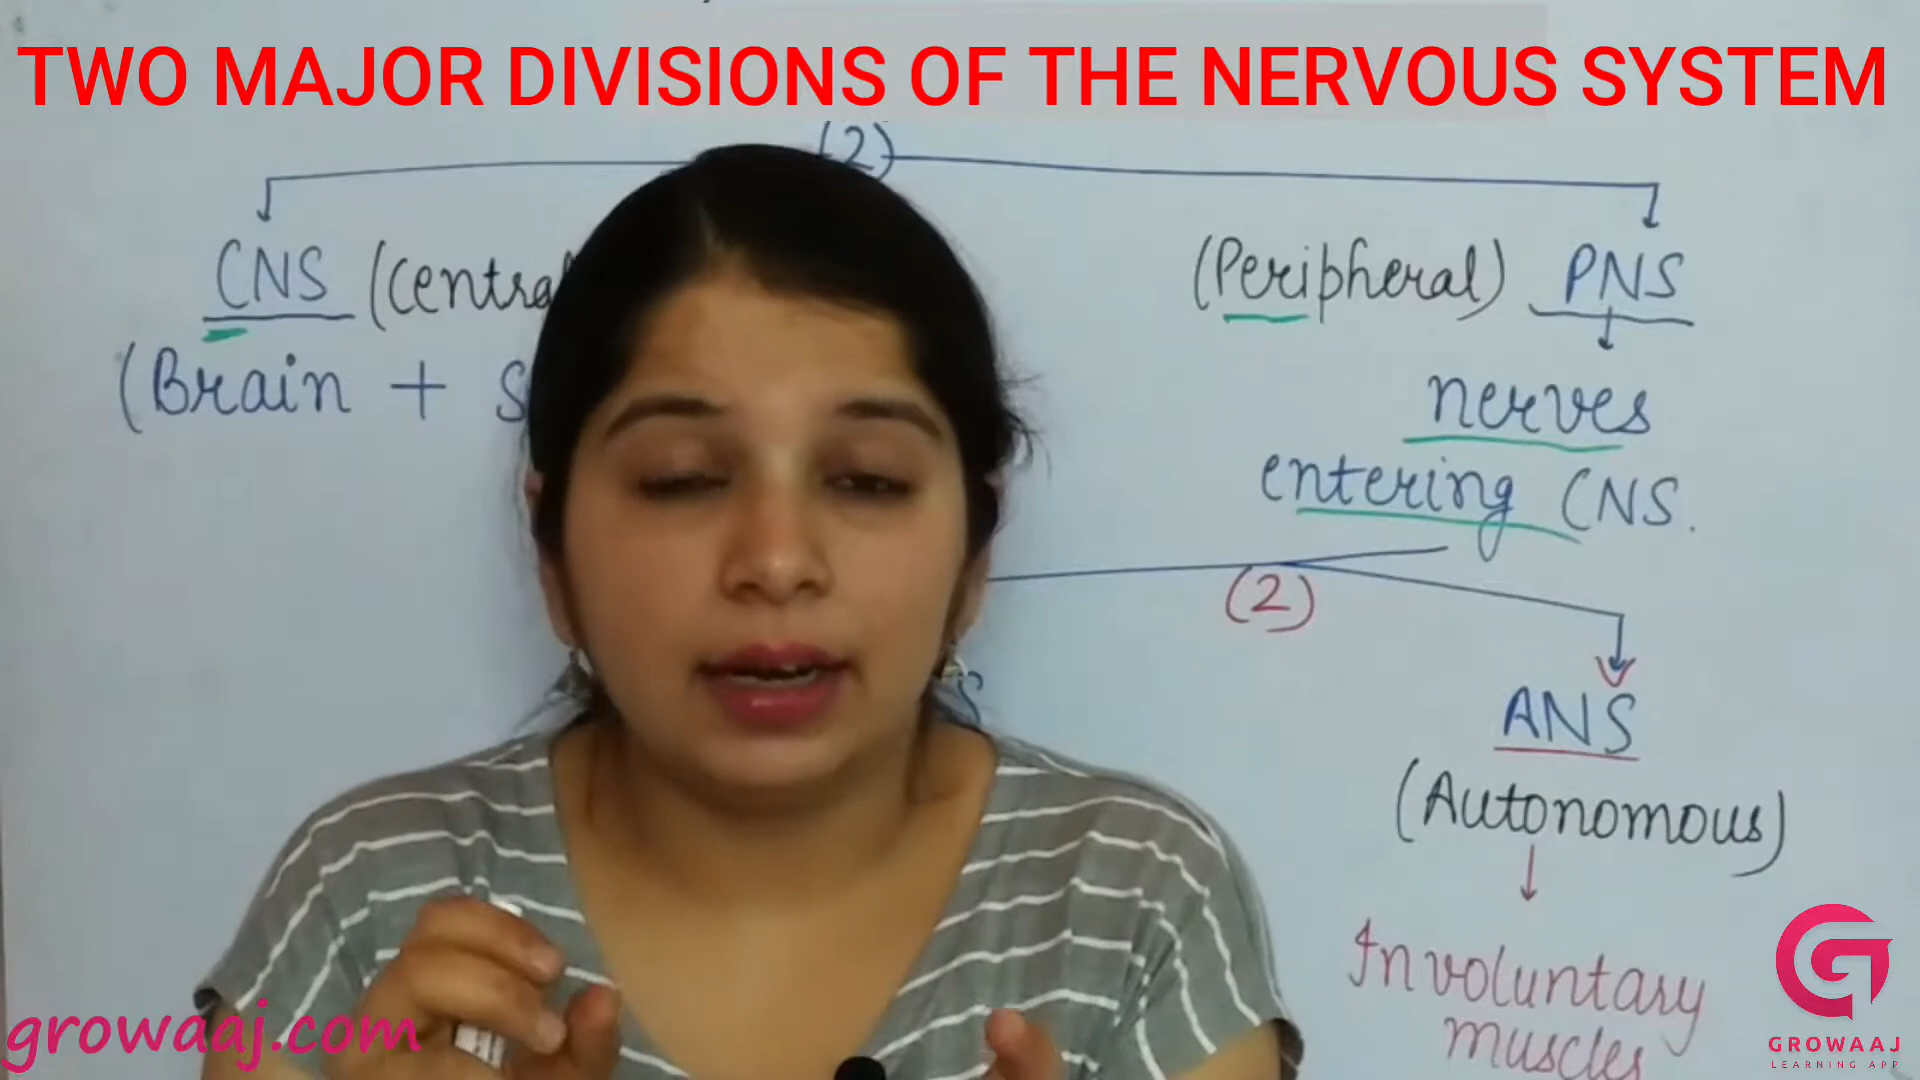 TWO MAJOR DIVISIONS OF THE NERVOUS SYSTEM
(2)
CNS (Central
(Peripheral) PNS
(Brain + S
nerves
entering CNS.
(2)
S
ANS
(Autonomous)
Involuntary
muscles
growaaj.com
GROWAAJ
LEARNING APP